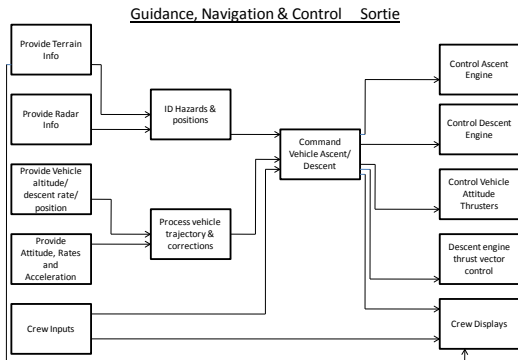 Guidance, Navigation & Control Sortie
Provide Terrain
Info
Provide Radar
Info
Provide Vehicle
altitude/
descent rate/
position
Provide
Attitude, Rates
and
Acceleration
Crew Inputs
ID Hazards &
positions
Process vehicle
trajectory &
corrections
Command
Vehicle Ascent/
Descent
Control Ascent
Engine
Control Descent
Engine
Control Vehicle
Attitude
Thrusters
Descent engine
thrust vector
control
Crew Displays